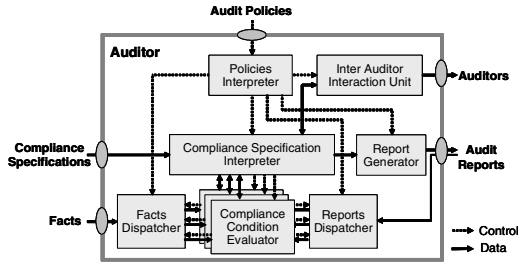 Audit Policies
Auditor
Policies
Interpreter
Inter Auditor
Interaction Unit
Auditors
Compliance
Specifications
Compliance Specification
Interpreter
Report
Generator
Audit
Reports
Facts
Facts
Dispatcher
Compliance
Condition
Evaluator
Reports
Dispatcher
Control
Data